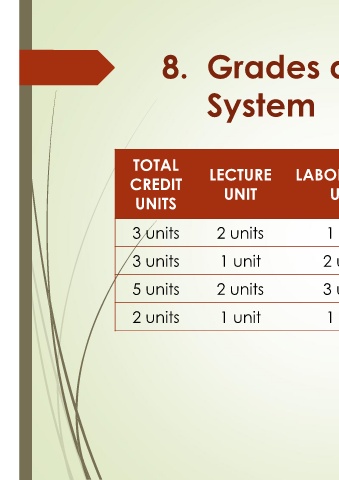 8. Grades
System
TOTAL CREDIT UNITS LECTURE UNIT
3 units 2 units 1
3 units 1 unit 2
5 units 2 units 3
2 units 1 unit 1